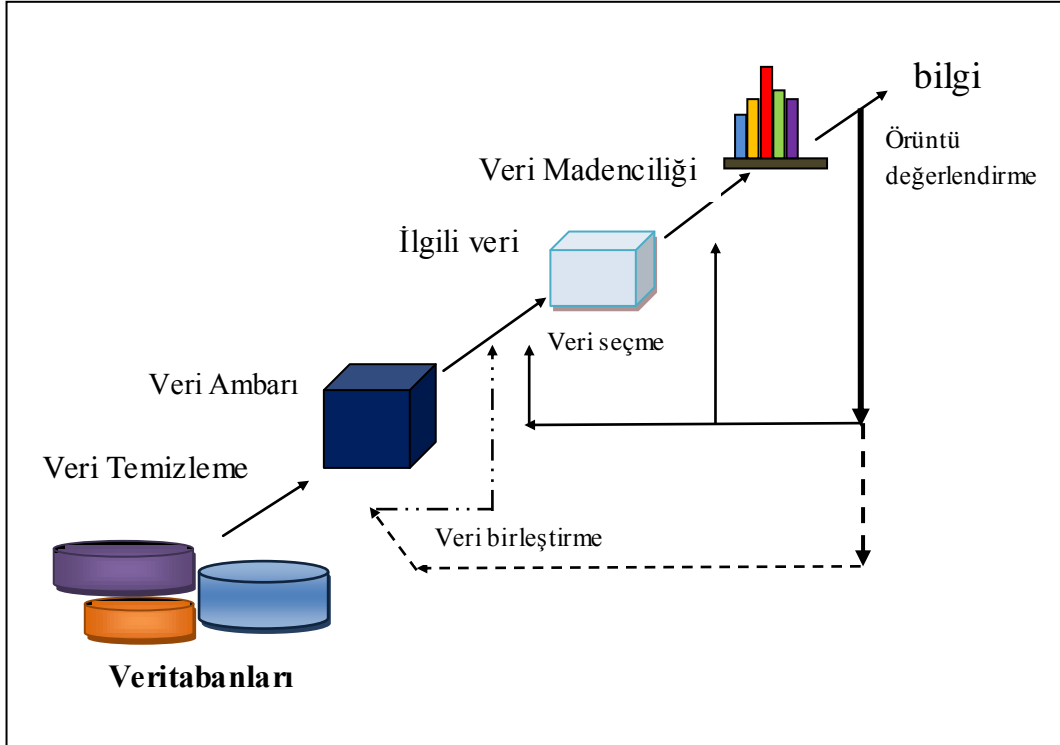 bilgi
Örüntü
değerlendirme
Veri Madenciliği
İlgili veri
Veri seçme
Veri Ambarı
Veri Temizleme
Veri birleştirme
Veritabanları